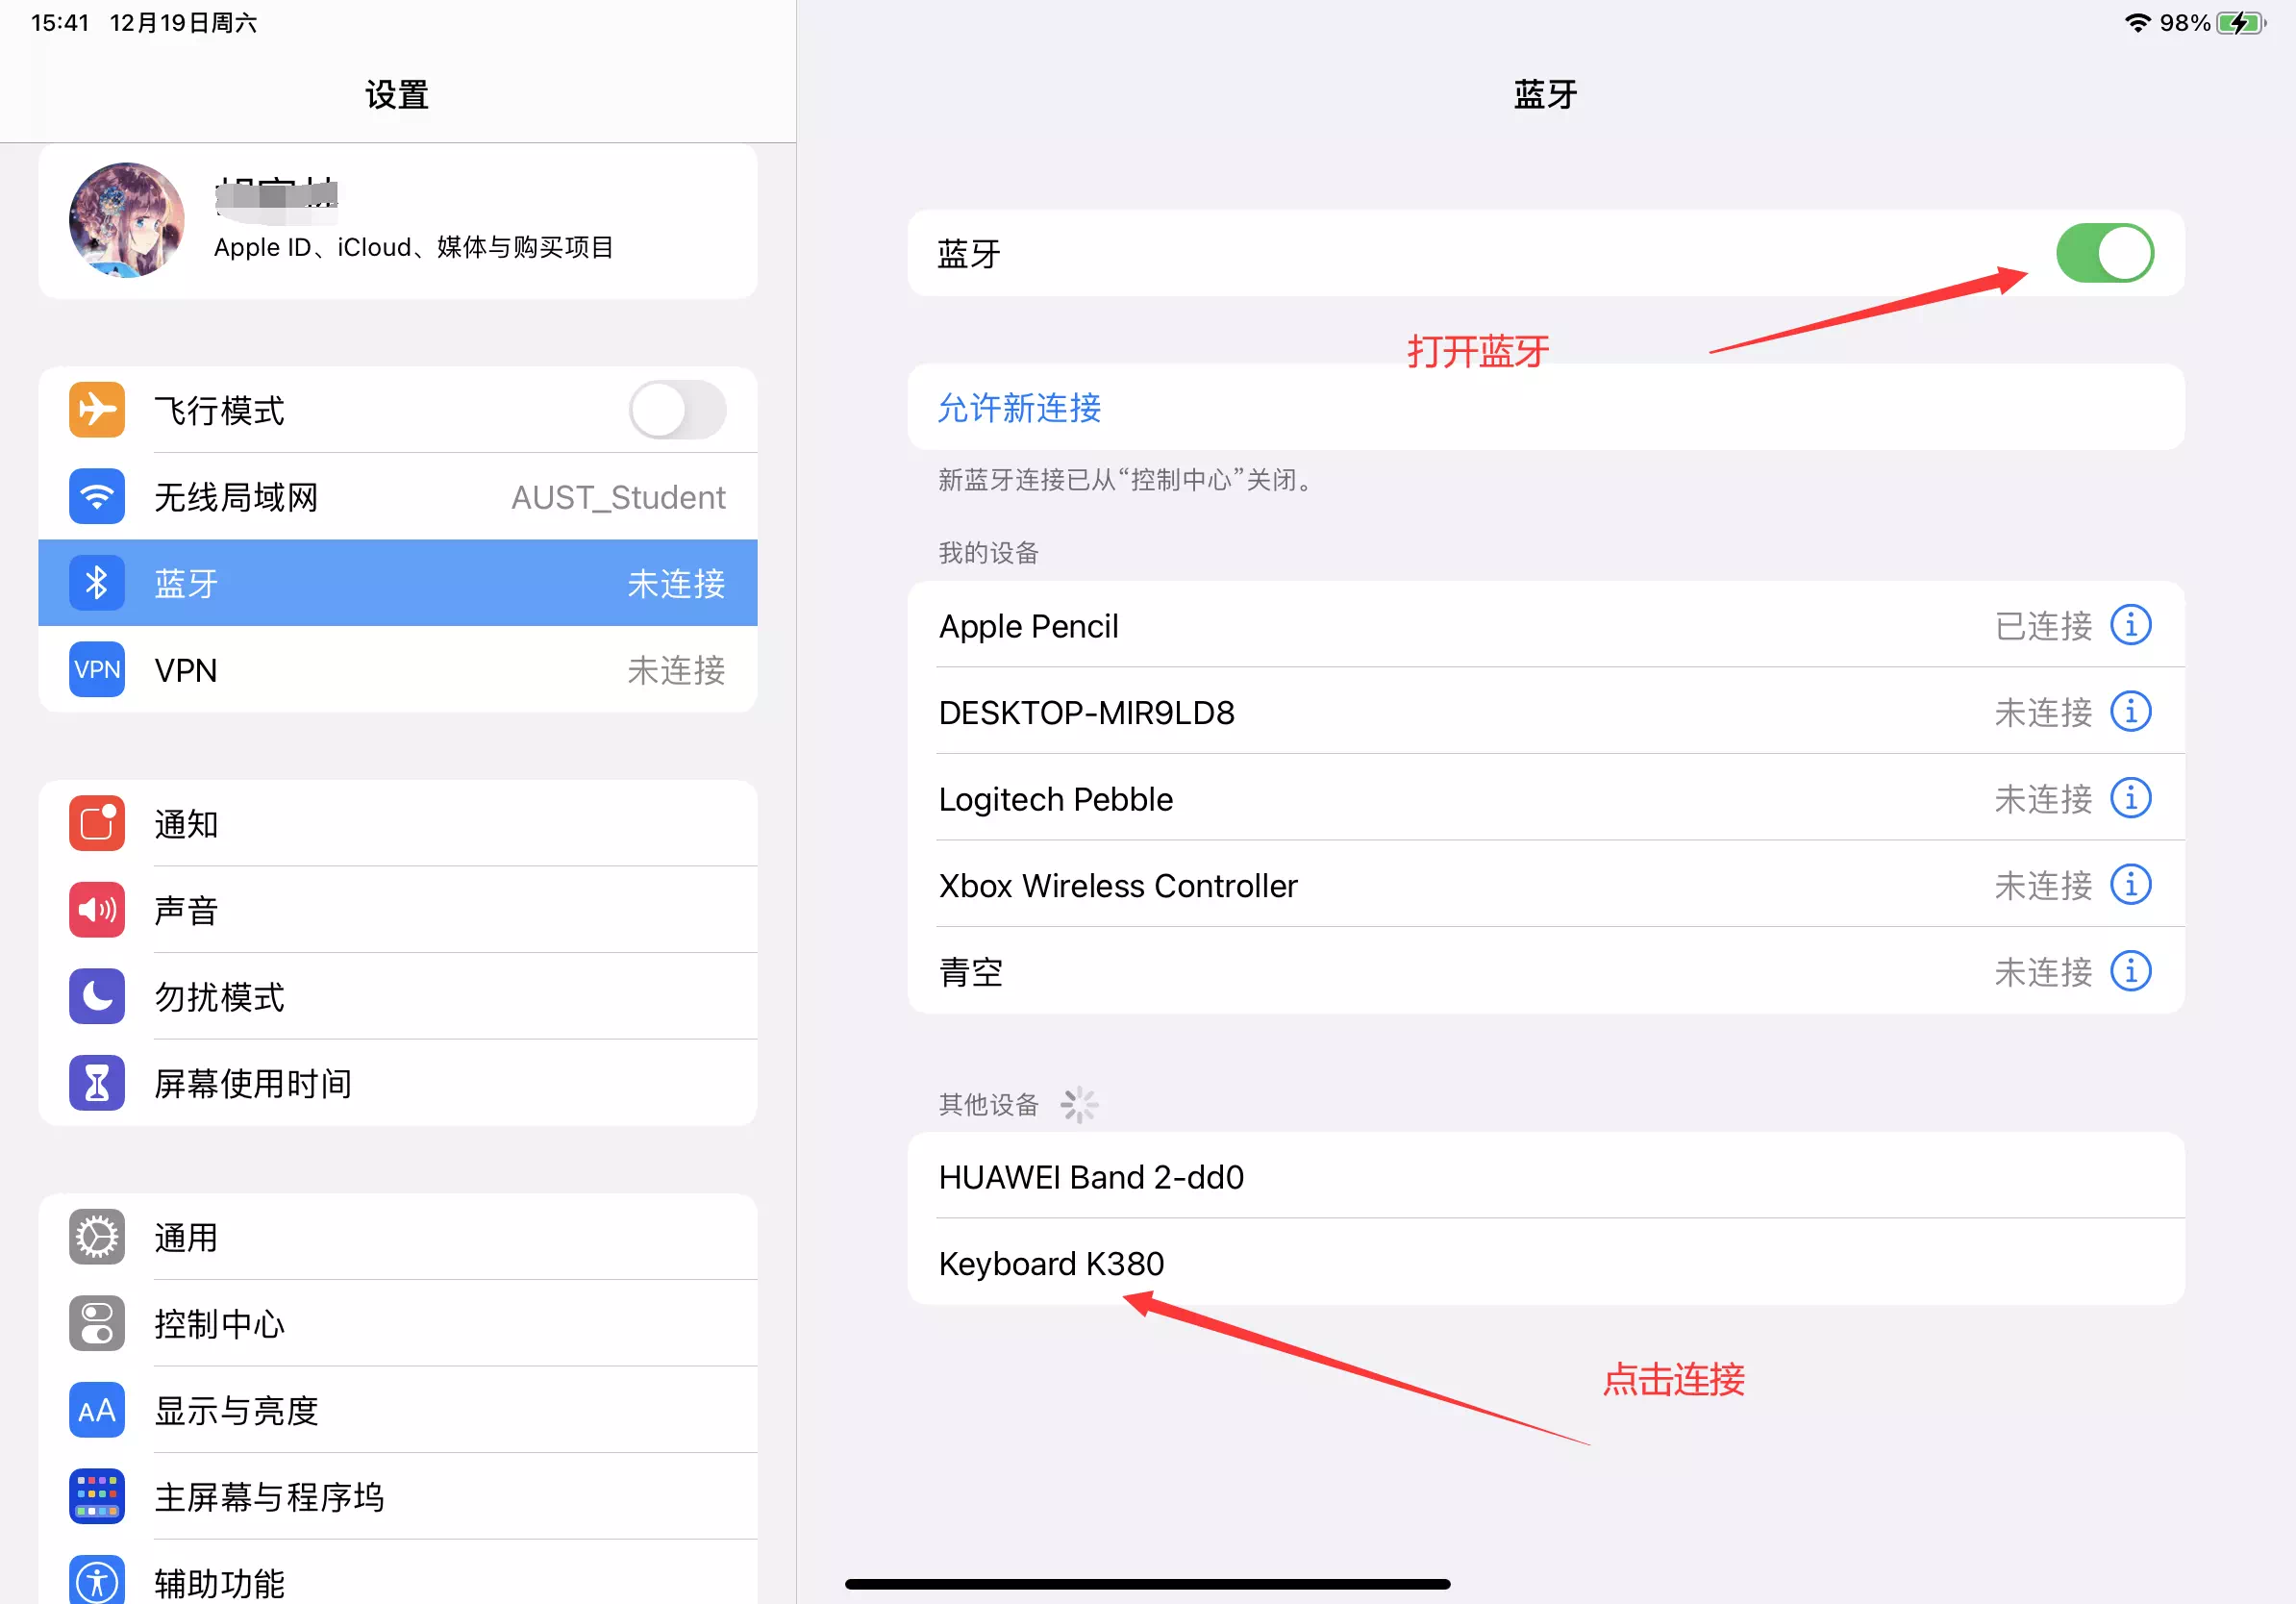 15:41 12月19日周六
98%
设置
Apple ID、iCloud、媒体与购买项目
飞行模式
无线局域网 AUST_Student
蓝牙 未连接
VPN VPN 未连接
通知
声音
勿扰模式
屏幕使用时间
通用
控制中心
AA 显示与亮度
主屏幕与程序坞
辅助功能
蓝牙
蓝牙
打开蓝牙
允许新连接
新蓝牙连接已从“控制中心”关闭。
我的设备
Apple Pencil 已连接
DESKTOP-MIR9LD8 未连接
Logitech Pebble 未连接
Xbox Wireless Controller 未连接
青空 未连接
其他设备
HUAWEI Band 2-dd0
Keyboard K380
点击连接